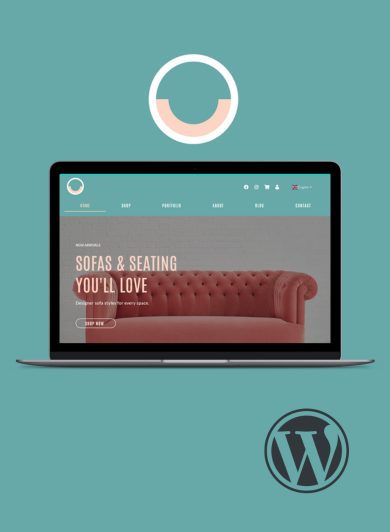 HOME SHOP PORTFOLIO ABOUT BLOG CONTACT
NEW ARRIVALS
SOFAS & SEATING
YOU'LL LOVE
Designer sofa styles for every space.
SHOP NOW
W